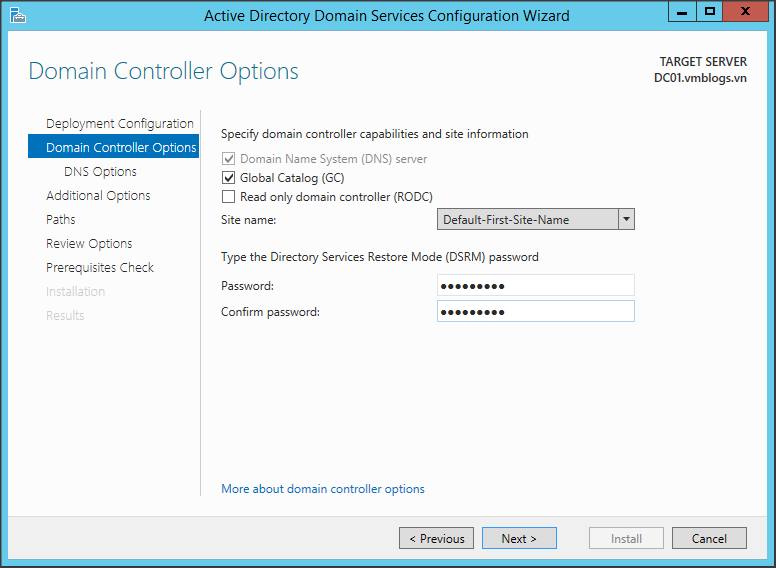 Active Directory Domain Services Configuration Wizard
Domain Controller Options
TARGET SERVER
DC01.vmblogs.vn
Deployment Configuration
Domain Controller Options
DNS Options
Additional Options
Paths
Review Options
Prerequisites Check
Installation
Results
Specify domain controller capabilities and site information
Domain Name System (DNS) server
Global Catalog (GC)
Read only domain controller (RODC)
Site name: Default-First-Site-Name
Type the Directory Services Restore Mode (DSRM) password
Password: ●●●●●●●●●
Confirm password: ●●●●●●●●●
More about domain controller options
< Previous Next > Install Cancel